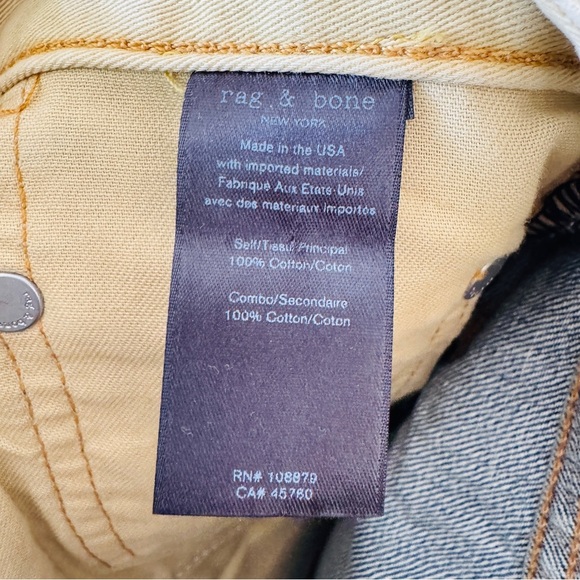 rag & bone
NEW YORK
Made in the USA
with imported materials/
Fabriqué Aux Etats-Unis
avec des materiaux importés
Self/Tissu Principal
100% Cotton/Coton
Combo/Secondaire
100% Cotton/Coton
RN# 108879
CA# 45760